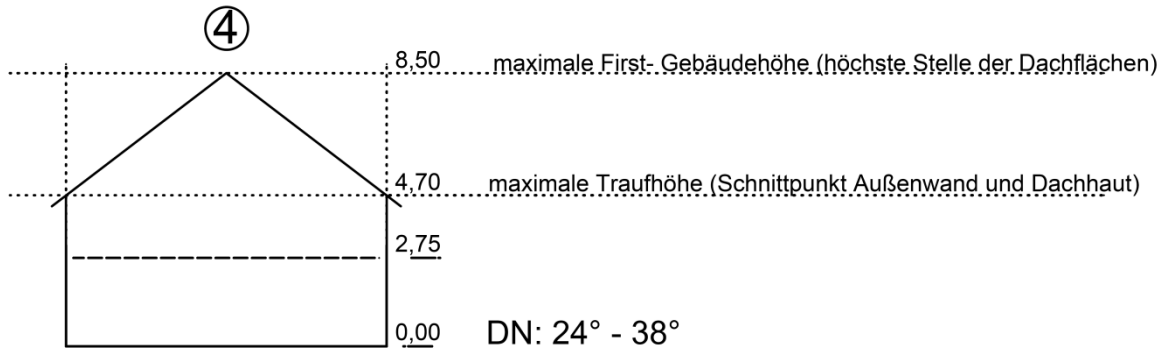 ④
8,50 maximale First- Gebäudehöhe (höchste Stelle der Dachflächen)
4,70 maximale Traufhöhe (Schnittpunkt Außenwand und Dachhaut)
2,75
0,00 DN: 24° - 38°